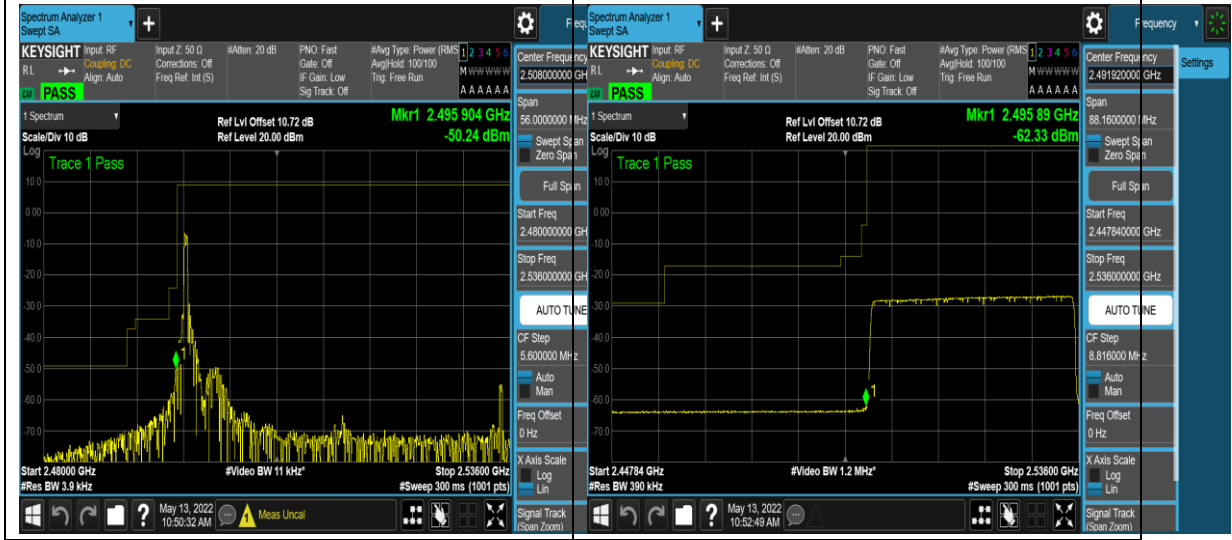 Spectrum Analyzer 1
Swept SA
+
Frequ
KEYSIGHT
RL
PASS
Input: RF
Coupling: DC
Align: Auto
Input Z: 50 Ω
Corrections: Off
Freq Ref: Int (S)
#Atten: 20 dB
PNO: Fast
Gate: Off
IF Gain: Low
Sig Track: Off
#Avg Type: Power (RMS
Avg|Hold: 100/100
Trig: Free Run
1 2 3 4 5 6
M W W W W W
A A A A A A
1 Spectrum
Scale/Div 10 dB
Log
Ref Lvl Offset 10.72 dB
Ref Level 20.00 dBm
Mkr1 2.495 904 GHz
-50.24 dBm
Trace 1 Pass
10.0
0.00
-10.0
-20.0
-30.0
-40.0
-50.0
-60.0
-70.0
1
Start 2.48000 GHz
#Res BW 3.9 kHz
#Video BW 11 kHz*
Stop 2.53600 GHz
#Sweep 300 ms (1001 pts)
Center Frequency
2.508000000 GH
Span
56.0000000 MHz
Swept Span
Zero Span
Full Span
Start Freq
2.480000000 GH
Stop Freq
2.536000000 GH
AUTO TUNE
CF Step
5.600000 MHz
Auto
Man
Freq Offset
0 Hz
X Axis Scale
Log
Lin
Signal Track
(Span Zoom)
?
May 13, 2022
10:50:32 AM
1
Meas Uncal
Spectrum Analyzer 1
Swept SA
+
Frequency
Settings
KEYSIGHT
RL
PASS
Input: RF
Coupling: DC
Align: Auto
Input Z: 50 Ω
Corrections: Off
Freq Ref: Int (S)
#Atten: 20 dB
PNO: Fast
Gate: Off
IF Gain: Low
Sig Track: Off
#Avg Type: Power (RMS
Avg|Hold: 100/100
Trig: Free Run
1 2 3 4 5 6
M W W W W W
A A A A A A
1 Spectrum
Scale/Div 10 dB
Log
Ref Lvl Offset 10.72 dB
Ref Level 20.00 dBm
Mkr1 2.495 89 GHz
-62.33 dBm
Trace 1 Pass
10.0
0.00
-10.0
-20.0
-30.0
-40.0
-50.0
-60.0
-70.0
1
Start 2.44784 GHz
#Res BW 390 kHz
#Video BW 1.2 MHz*
Stop 2.53600 GHz
#Sweep 300 ms (1001 pts)
Center Frequency
2.491920000 GHz
Span
88.1600000 MHz
Swept Span
Zero Span
Full Span
Start Freq
2.447840000 GHz
Stop Freq
2.536000000 GHz
AUTO TUNE
CF Step
8.816000 MHz
Auto
Man
Freq Offset
0 Hz
X Axis Scale
Log
Lin
Signal Track
(Span Zoom)
?
May 13, 2022
10:52:49 AM